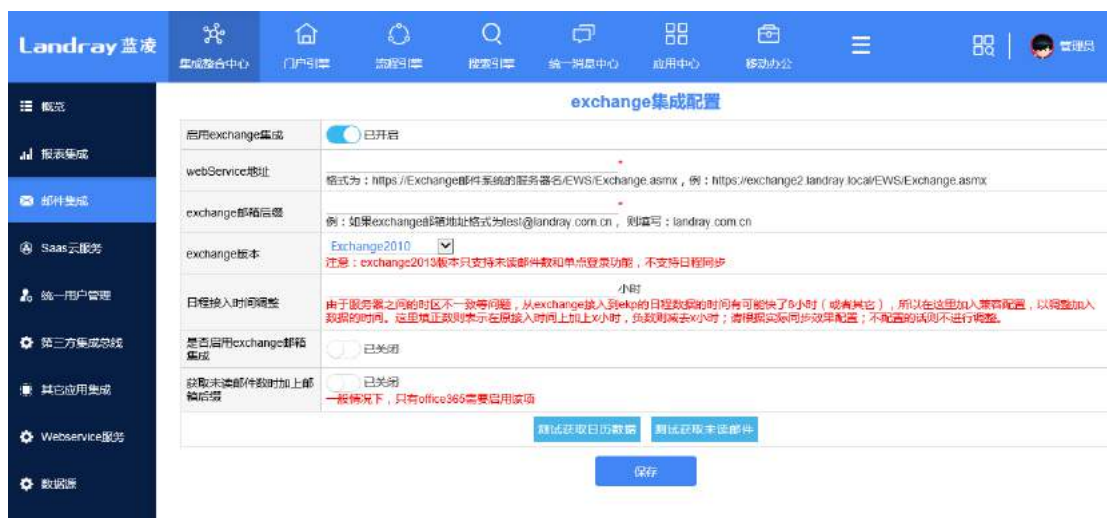 Landray 蓝凌
集成整合中心 门户引擎 流程引擎 搜索引擎 统一消息中心 应用中心 移动办公 管理员
概览
报表集成
邮件集成
Saas云服务
统一用户管理
第三方集成总线
其它应用集成
Webservice服务
数据源
exchange集成配置
启用exchange集成 已开启
webService地址 *
格式为：https://Exchange邮件系统的服务器名/EWS/Exchange.asmx，例：https://exchange2.landray.local/EWS/Exchange.asmx
exchange邮箱后缀 *
例：如果exchange邮箱地址格式为test@landray.com.cn，则填写：landray.com.cn
exchange版本 Exchange2010
注意：exchange2013版本只支持未读邮件数和单点登录功能，不支持日程同步
日程接入时间调整 小时
由于服务器之间的时区不一致等问题，从exchange接入到ekp的日程数据的时间有可能快了8小时（或者其它），所以在这里加入兼容配置，以调整加入
数据的时间。这里填正数则表示在原接入时间上加上x小时，负数则减去x小时；请根据实际同步效果配置；不配置的话则不进行调整。
是否启用exchange邮箱
集成 已关闭
获取未读邮件数时加上邮
箱后缀 已关闭
一般情况下，只有office365需要启用该项
测试获取日历数据 测试获取未读邮件
保存